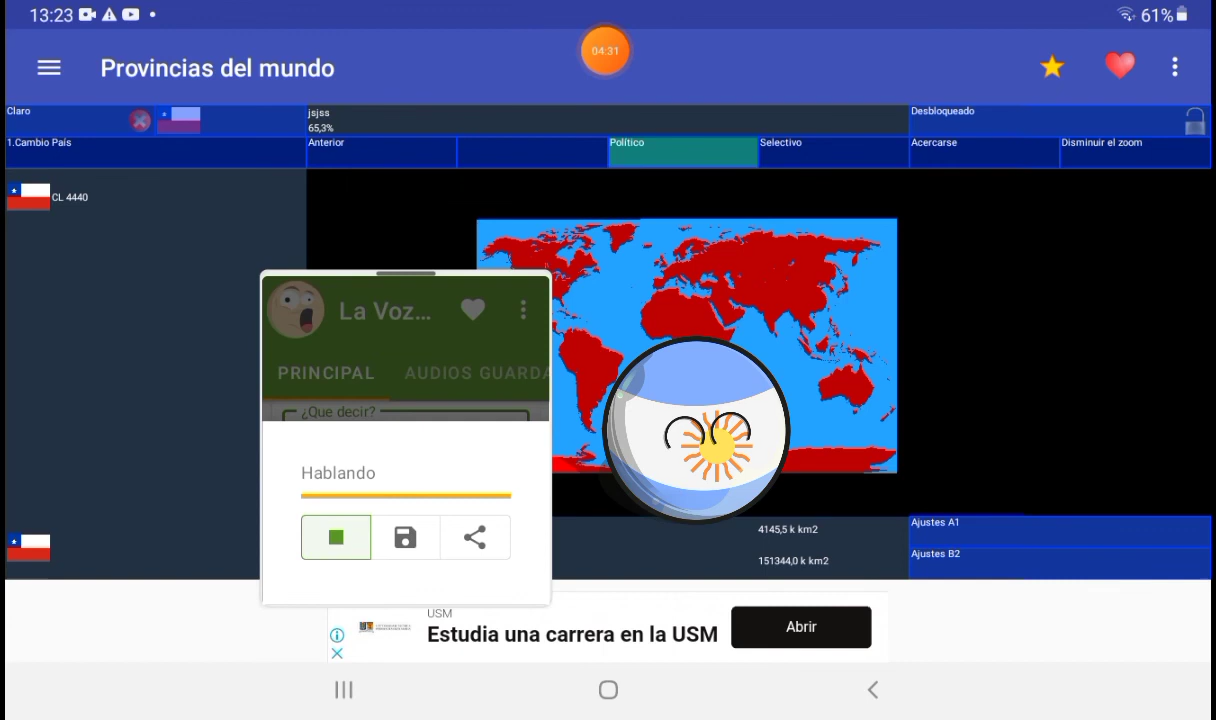 13:23
61%
04:31
Provincias del mundo
Claro
jsjss
65,3%
Desbloqueado
1.Cambio País
Anterior
Político
Selectivo
Acercarse
Disminuir el zoom
CL 4440
La Voz...
PRINCIPAL
AUDIOS GUARDA
¿Que decir?
Hablando
4145,5 k km2
151344,0 k km2
Ajustes A1
Ajustes B2
USM
Estudia una carrera en la USM
Abrir